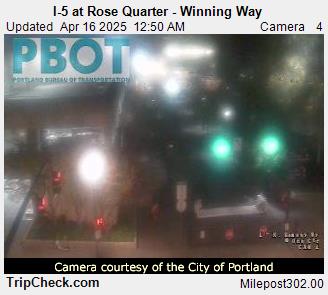 I-5 at Rose Quarter - Winning Way
Updated Apr 16 2025 12:50 AM Camera 4
PBOT
PORTLAND BUREAU OF TRANSPORTATION
Camera courtesy of the City of Portland
TripCheck.com Milepost302.00